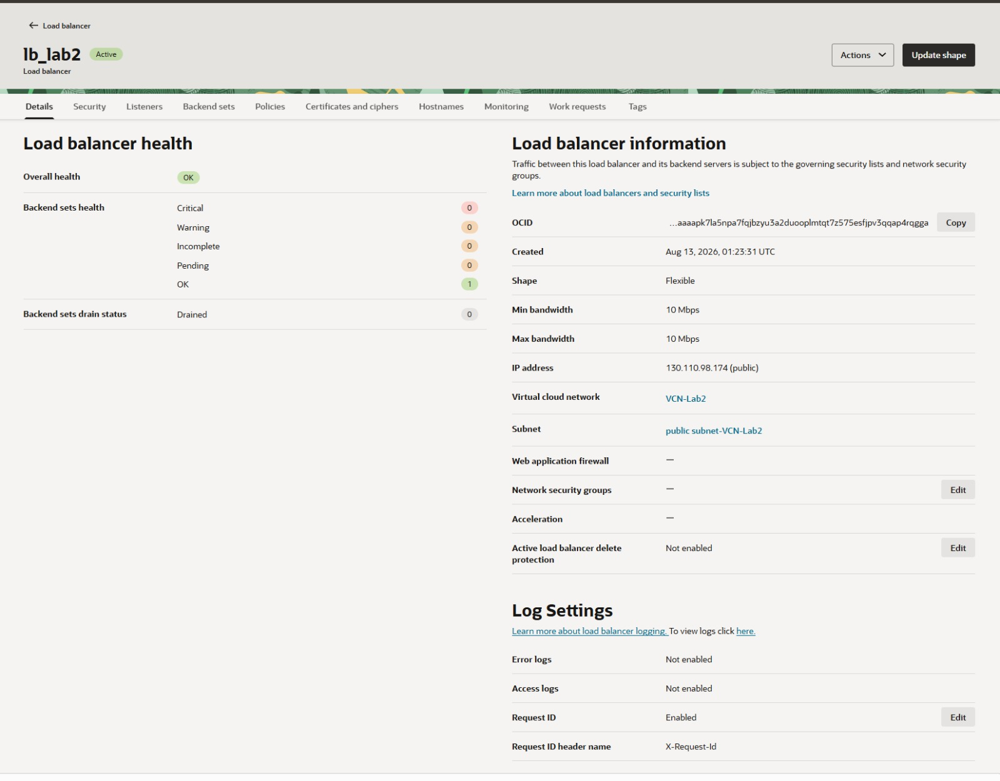 ← Load balancer
lb_lab2 Active
Load balancer
Actions
Update shape
Details Security Listeners Backend sets Policies Certificates and ciphers Hostnames Monitoring Work requests Tags
Load balancer health
Overall health OK
Backend sets health Critical 0
Warning 0
Incomplete 0
Pending 0
OK 1
Backend sets drain status Drained 0
Load balancer information
Traffic between this load balancer and its backend servers is subject to the governing security lists and network security
groups.
Learn more about load balancers and security lists
OCID ...aaaapk7la5npa7fqjbzyu3a2duooplmtqt7z575esfjpv3qqap4rqgga Copy
Created Aug 13, 2026, 01:23:31 UTC
Shape Flexible
Min bandwidth 10 Mbps
Max bandwidth 10 Mbps
IP address 130.110.98.174 (public)
Virtual cloud network VCN-Lab2
Subnet public subnet-VCN-Lab2
Web application firewall —
Network security groups — Edit
Acceleration —
Active load balancer delete
protection Not enabled Edit
Log Settings
Learn more about load balancer logging. To view logs click here.
Error logs Not enabled
Access logs Not enabled
Request ID Enabled Edit
Request ID header name X-Request-Id